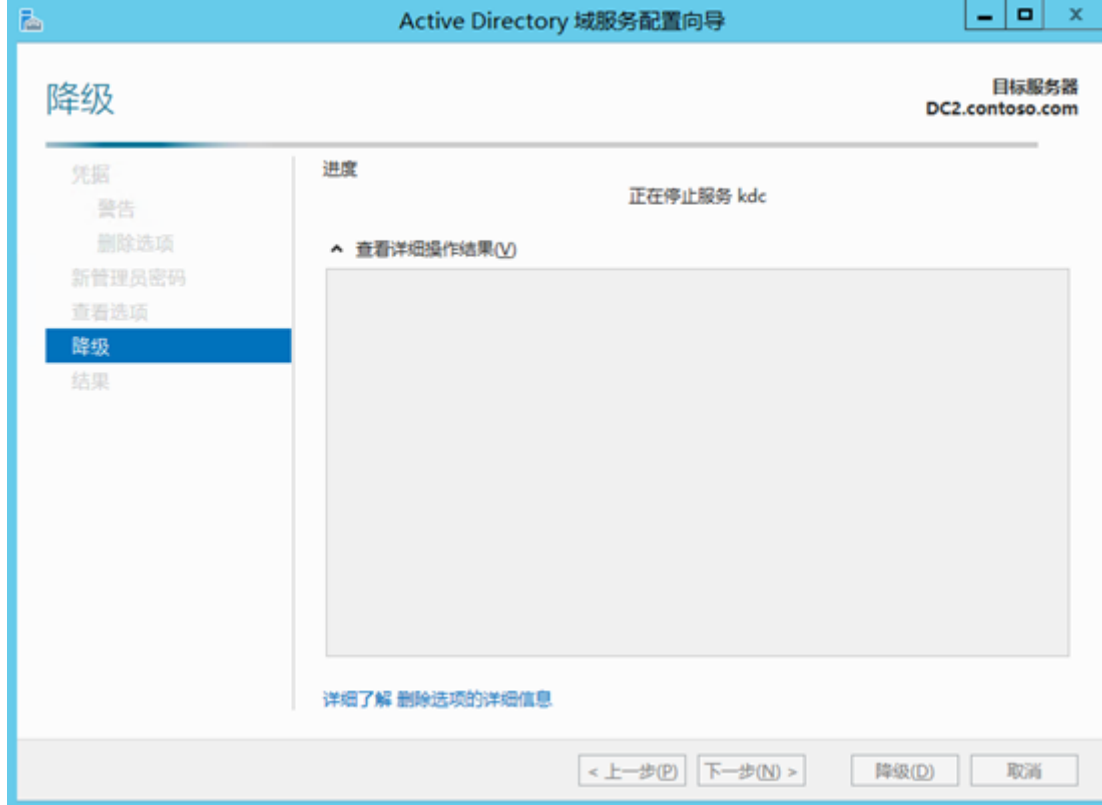 Active Directory 域服务配置向导
降级
目标服务器
DC2.contoso.com
凭据
警告
删除选项
新管理员密码
查看选项
降级
结果
进度
正在停止服务 kdc
查看详细操作结果(V)
详细了解 删除选项的详细信息
< 上一步(P)
下一步(N) >
降级(D)
取消